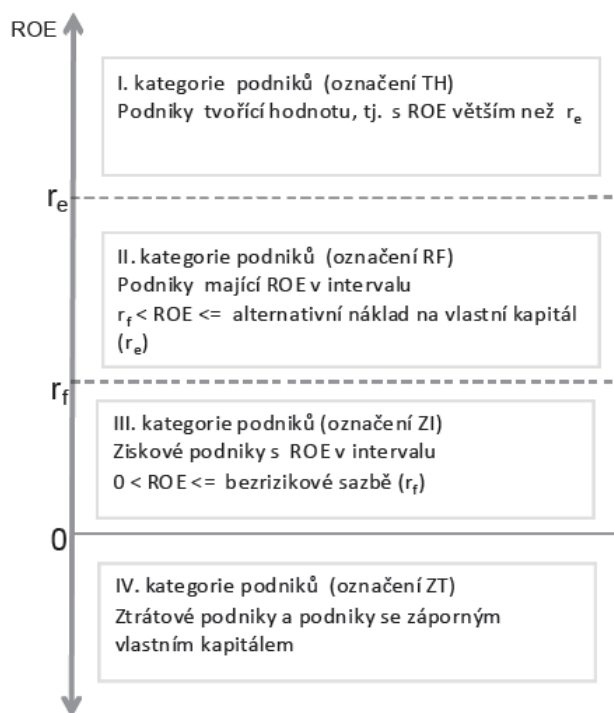 ROE
I. kategorie podniků (označení TH)
Podniky tvořící hodnotu, tj. s ROE větším než re
re
II. kategorie podniků (označení RF)
Podniky mající ROE v intervalu
rf < ROE <= alternativní náklad na vlastní kapitál
(re)
rf
III. kategorie podniků (označení ZI)
Ziskové podniky s ROE v intervalu
0 < ROE <= bezrizikové sazbě (rf)
0
IV. kategorie podniků (označení ZT)
Ztrátové podniky a podniky se záporným
vlastním kapitálem